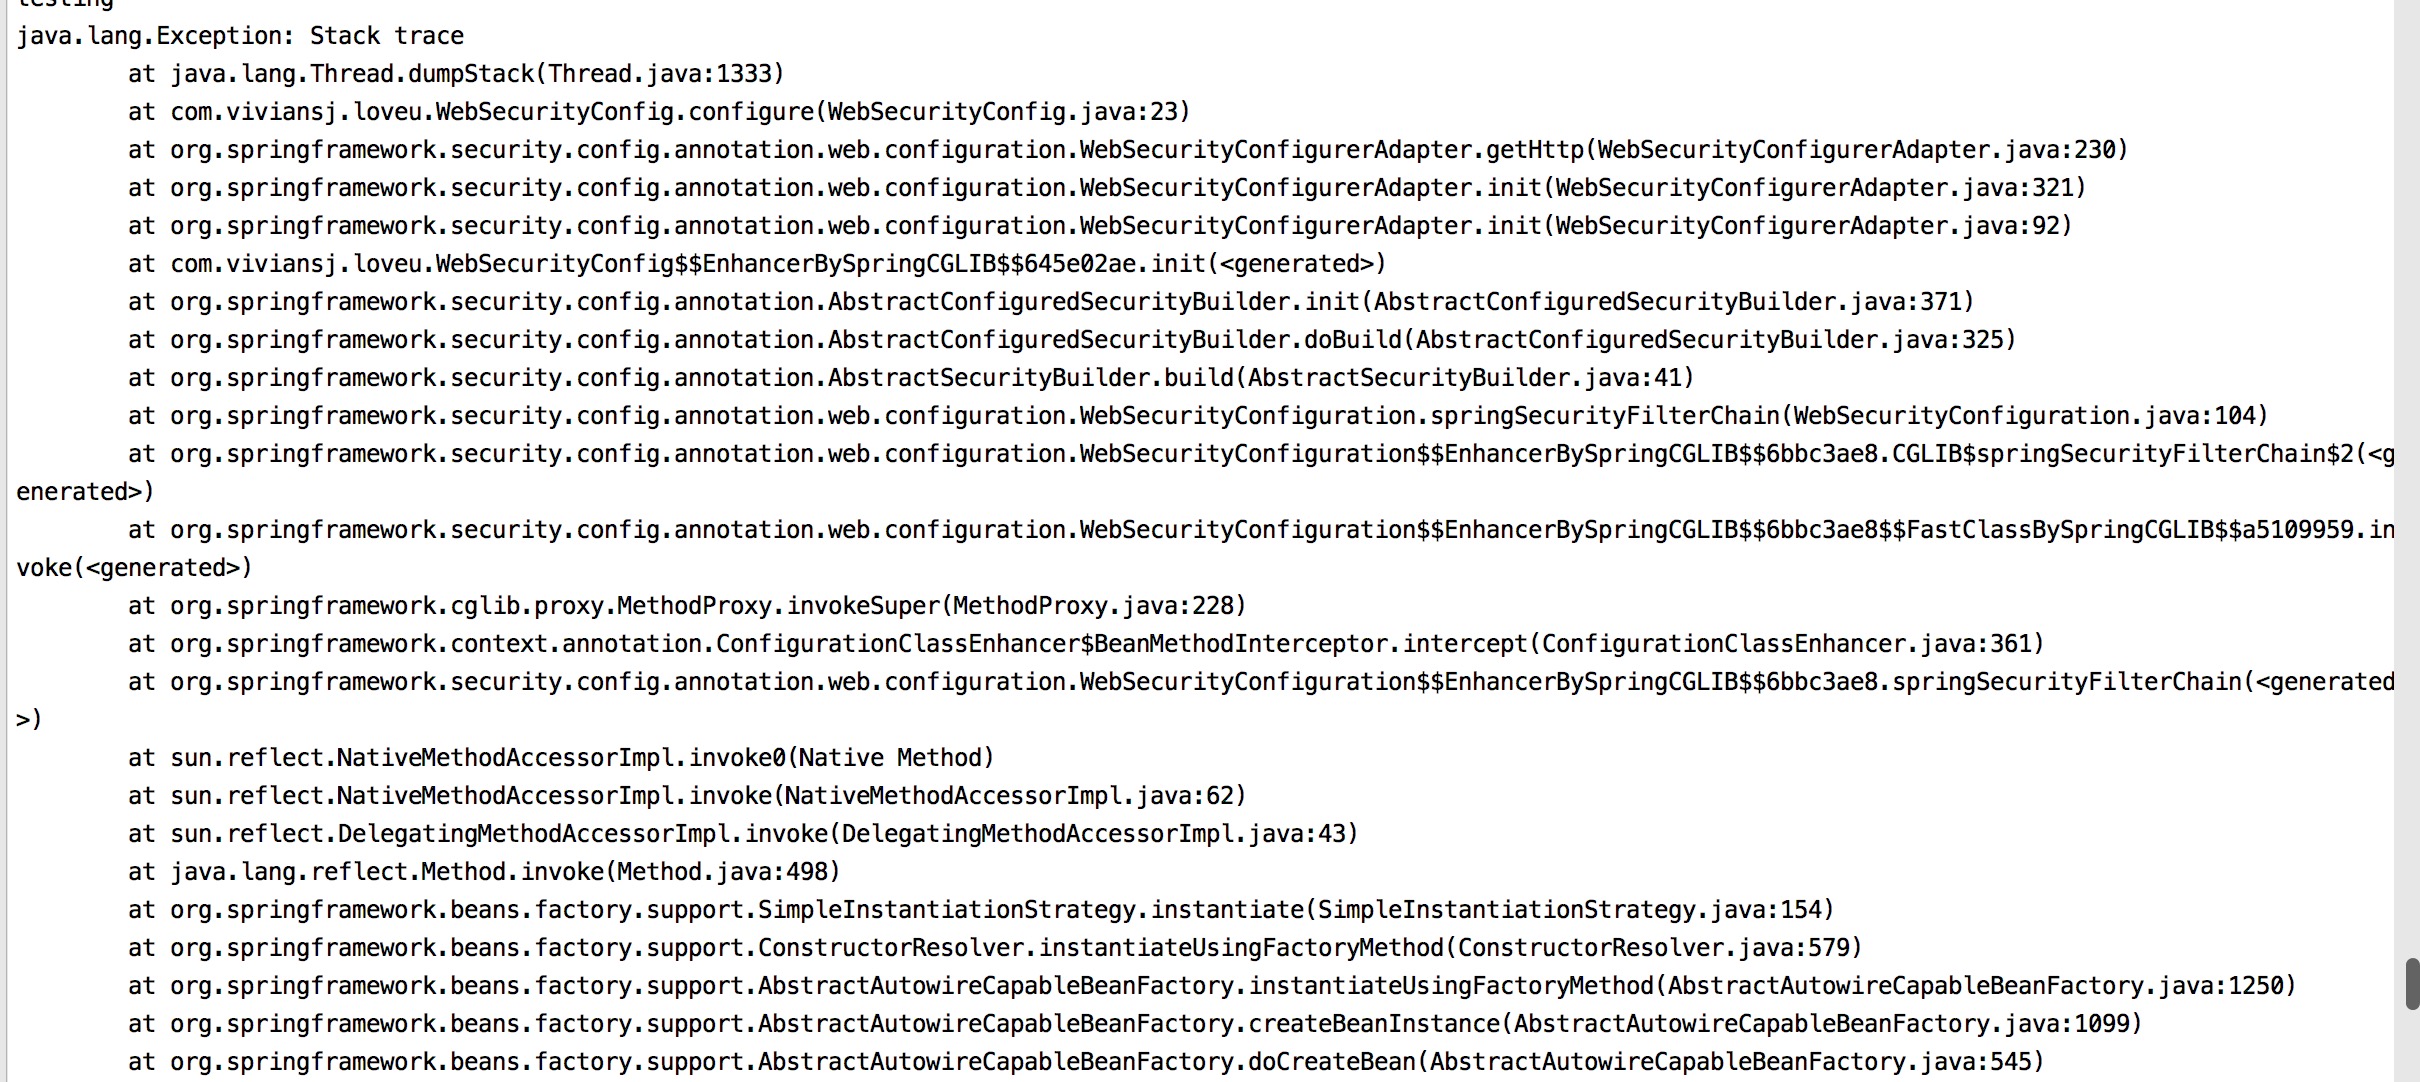 testing
java.lang.Exception: Stack trace
at java.lang.Thread.dumpStack(Thread.java:1333)
at com.viviansj.loveu.WebSecurityConfig.configure(WebSecurityConfig.java:23)
at org.springframework.security.config.annotation.web.configuration.WebSecurityConfigurerAdapter.getHttp(WebSecurityConfigurerAdapter.java:230)
at org.springframework.security.config.annotation.web.configuration.WebSecurityConfigurerAdapter.init(WebSecurityConfigurerAdapter.java:321)
at org.springframework.security.config.annotation.web.configuration.WebSecurityConfigurerAdapter.init(WebSecurityConfigurerAdapter.java:92)
at com.viviansj.loveu.WebSecurityConfig$$EnhancerBySpringCGLIB$$645e02ae.init(<generated>)
at org.springframework.security.config.annotation.AbstractConfiguredSecurityBuilder.init(AbstractConfiguredSecurityBuilder.java:371)
at org.springframework.security.config.annotation.AbstractConfiguredSecurityBuilder.doBuild(AbstractConfiguredSecurityBuilder.java:325)
at org.springframework.security.config.annotation.AbstractSecurityBuilder.build(AbstractSecurityBuilder.java:41)
at org.springframework.security.config.annotation.web.configuration.WebSecurityConfiguration.springSecurityFilterChain(WebSecurityConfiguration.java:104)
at org.springframework.security.config.annotation.web.configuration.WebSecurityConfiguration$$EnhancerBySpringCGLIB$$6bbc3ae8.CGLIB$springSecurityFilterChain$2(<g
enerated>)
at org.springframework.security.config.annotation.web.configuration.WebSecurityConfiguration$$EnhancerBySpringCGLIB$$6bbc3ae8$$FastClassBySpringCGLIB$$a5109959.in
voke(<generated>)
at org.springframework.cglib.proxy.MethodProxy.invokeSuper(MethodProxy.java:228)
at org.springframework.context.annotation.ConfigurationClassEnhancer$BeanMethodInterceptor.intercept(ConfigurationClassEnhancer.java:361)
at org.springframework.security.config.annotation.web.configuration.WebSecurityConfiguration$$EnhancerBySpringCGLIB$$6bbc3ae8.springSecurityFilterChain(<generated
>)
at sun.reflect.NativeMethodAccessorImpl.invoke0(Native Method)
at sun.reflect.NativeMethodAccessorImpl.invoke(NativeMethodAccessorImpl.java:62)
at sun.reflect.DelegatingMethodAccessorImpl.invoke(DelegatingMethodAccessorImpl.java:43)
at java.lang.reflect.Method.invoke(Method.java:498)
at org.springframework.beans.factory.support.SimpleInstantiationStrategy.instantiate(SimpleInstantiationStrategy.java:154)
at org.springframework.beans.factory.support.ConstructorResolver.instantiateUsingFactoryMethod(ConstructorResolver.java:579)
at org.springframework.beans.factory.support.AbstractAutowireCapableBeanFactory.instantiateUsingFactoryMethod(AbstractAutowireCapableBeanFactory.java:1250)
at org.springframework.beans.factory.support.AbstractAutowireCapableBeanFactory.createBeanInstance(AbstractAutowireCapableBeanFactory.java:1099)
at org.springframework.beans.factory.support.AbstractAutowireCapableBeanFactory.doCreateBean(AbstractAutowireCapableBeanFactory.java:545)